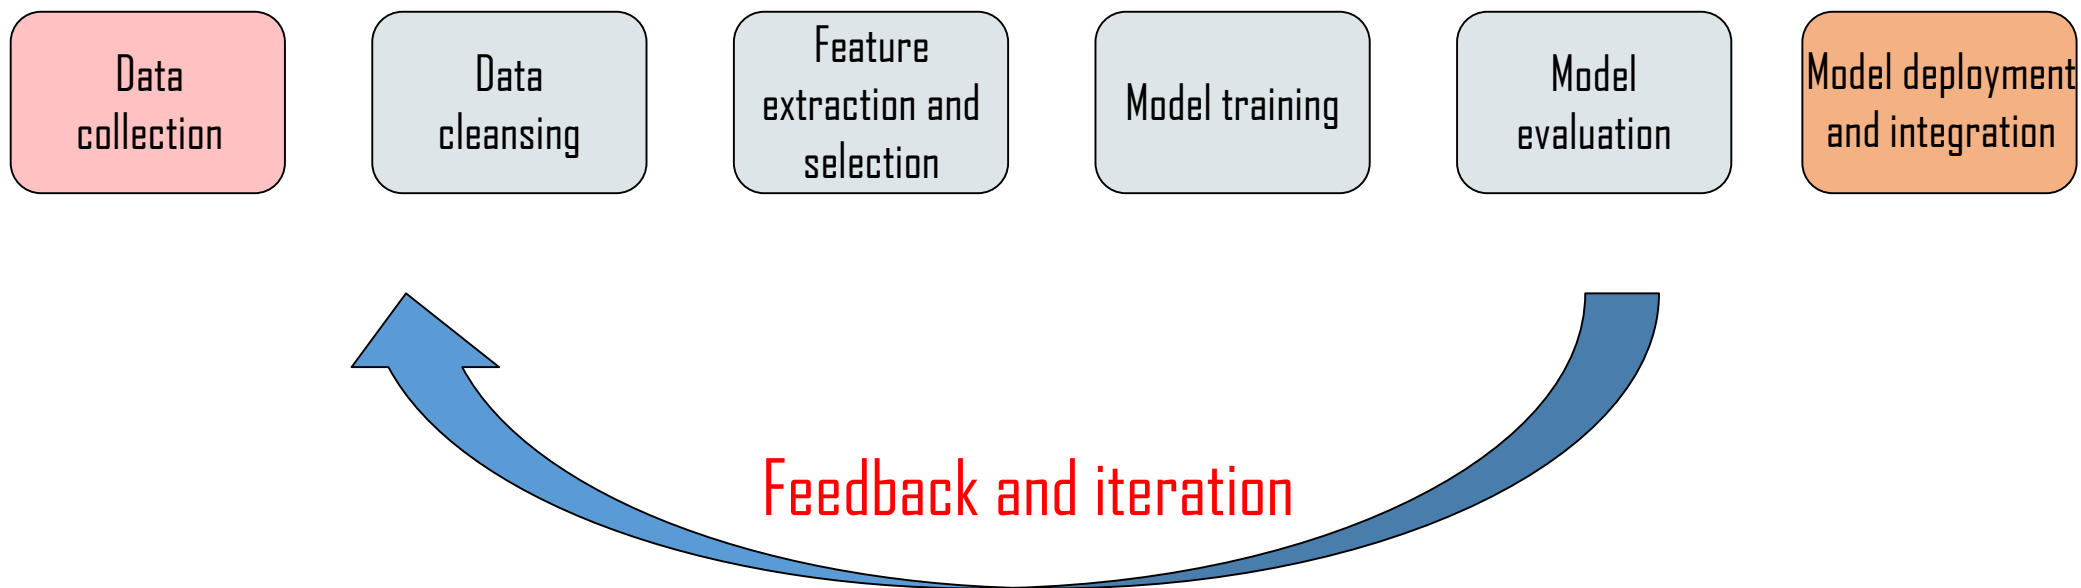 Data
collection
Data
cleansing
Feature
extraction and
selection
Model training
Model
evaluation
Model deployment
and integration
Feedback and iteration